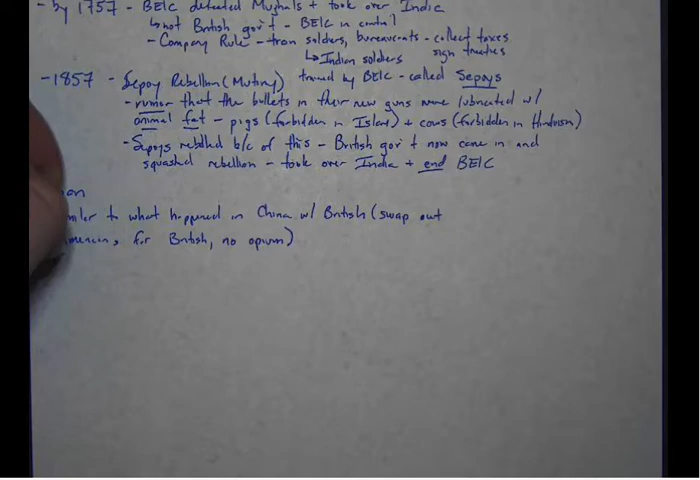 - by 1757 - BEIC defeated Mughals + took over India
↳ not British gov't - BEIC in control
- Company Rule - train solders, bureaucrats - collect taxes
sign treaties
↳ Indian soldiers
- 1857 - Sepoy Rebellion (Mutiny) trained by BEIC - called Sepoys
- rumor that the bullets in their new guns were lubricated w/
animal fat - pigs (forbidden in Islam) + cows (forbidden in Hinduism)
- Sepoys rebelled b/c of this - British gov't now come in and
squashed rebellion - took over India + end BEIC
to what happened in China w/ British (swap out
for British, no opium)